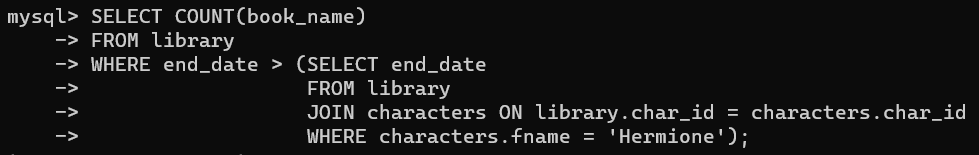 mysql> SELECT COUNT(book_name)
    -> FROM library
    -> WHERE end_date > (SELECT end_date
    ->                   FROM library
    ->                   JOIN characters ON library.char_id = characters.char_id
    ->                   WHERE characters.fname = 'Hermione');